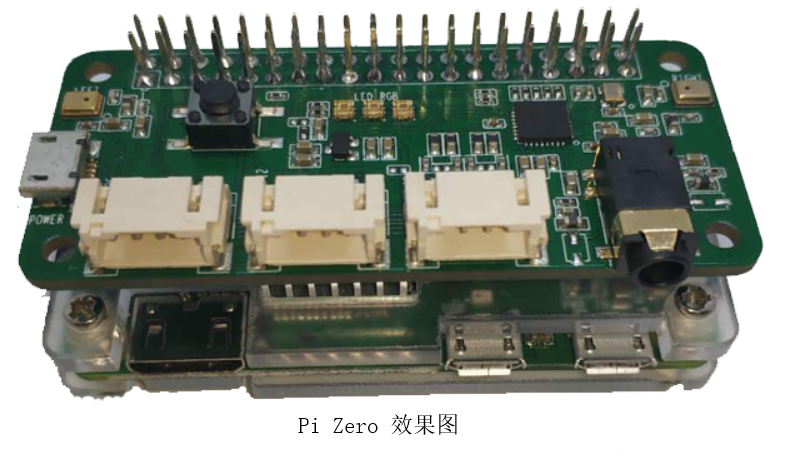 LEFT
LED RGB
RIGHT
POWER
Pi Zero 效果图